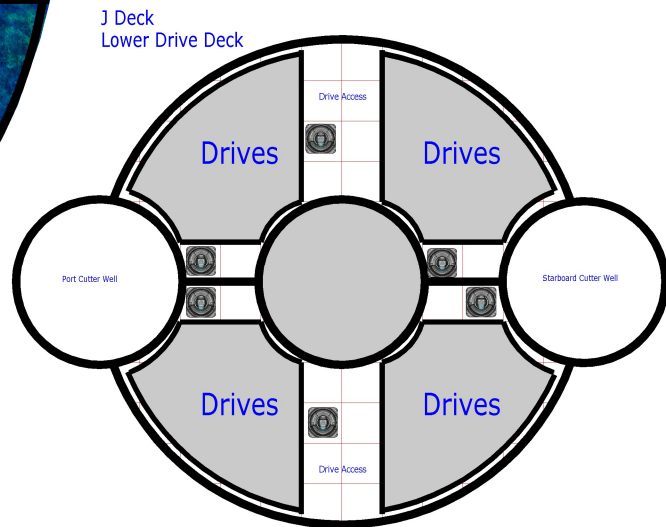 J Deck
Lower Drive Deck
Drive Access
Drives
Drives
Port Cutter Well
Starboard Cutter Well
Drives
Drives
Drive Access